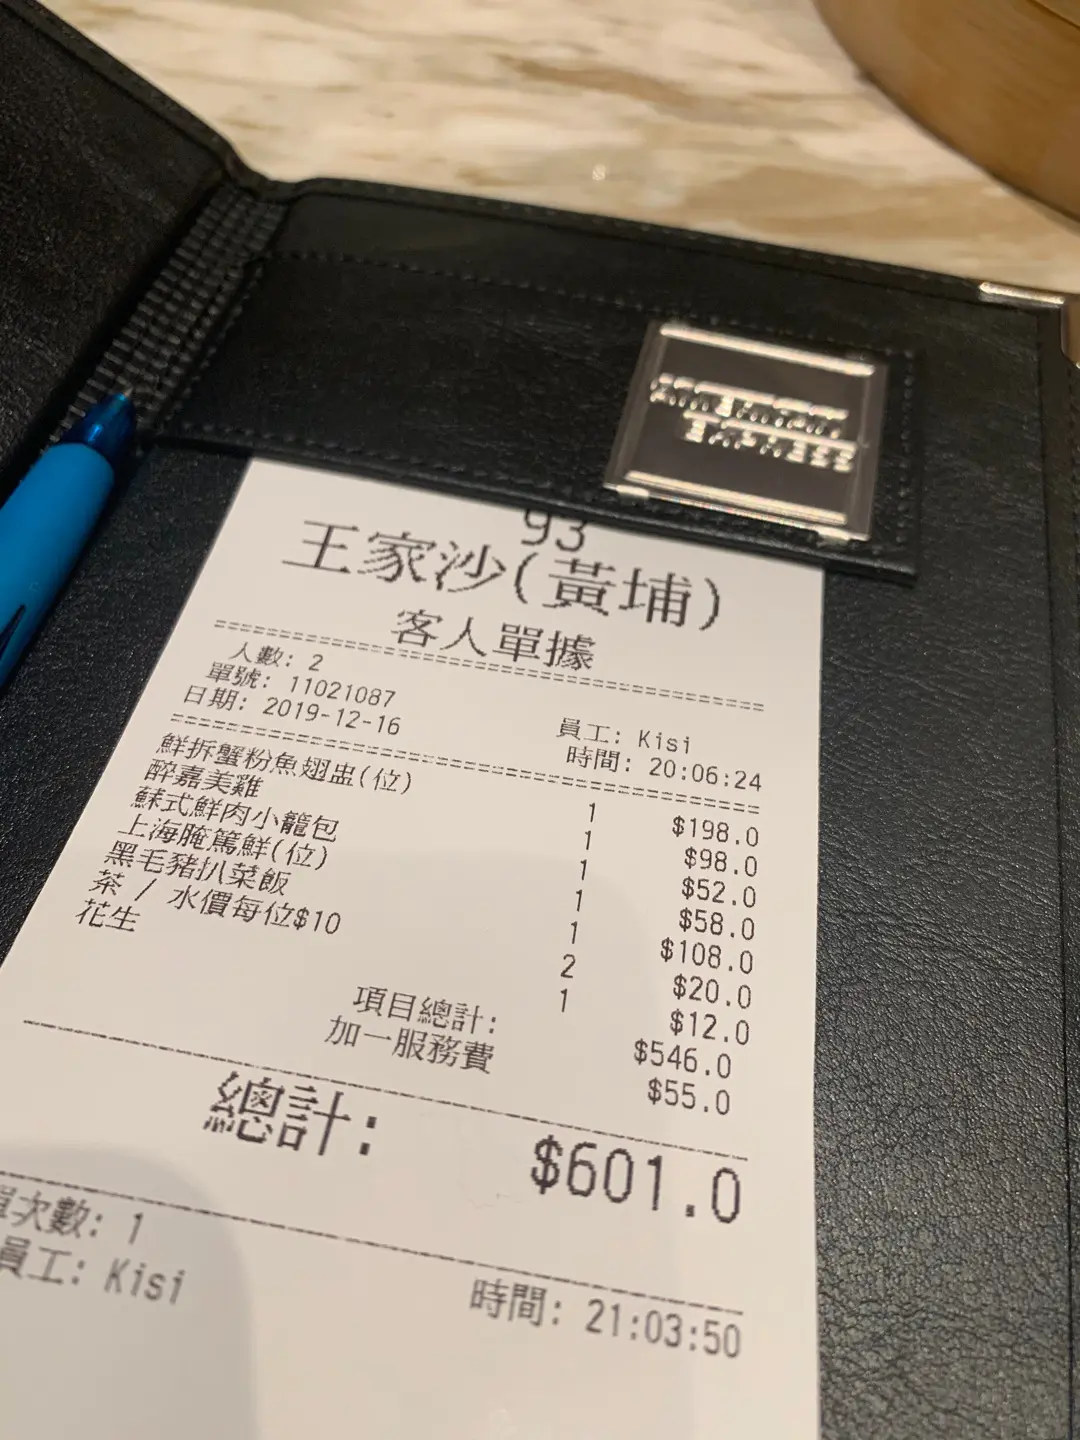 AMERICAN
EXPRESS
93
王家沙(黃埔)
客人單據
人數: 2
單號: 11021087 員工: Kisi
日期: 2019-12-16 時間: 20:06:24
鮮拆蟹粉魚翅盅(位) 1 $198.0
醉嘉美雞 1 $98.0
蘇式鮮肉小籠包 1 $52.0
上海腌篤鮮(位) 1 $58.0
黑毛豬扒菜飯 1 $108.0
茶 / 水價每位$10 2 $20.0
花生 1 $12.0
項目總計: $546.0
加一服務費 $55.0
總計: $601.0
單次數: 1
員工: Kisi 時間: 21:03:50